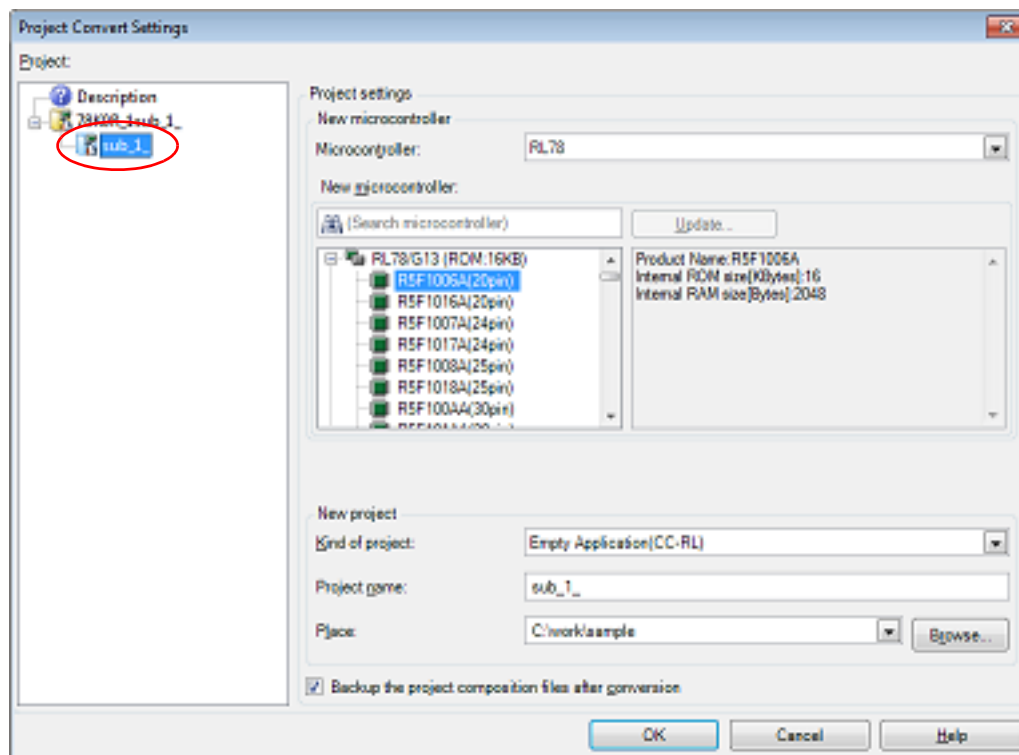 Project Convert Settings
Project:
Description
78K0R_1sub_1_
sub_1_
Project settings
New microcontroller
Microcontroller:
RL78
New microcontroller:
(Search microcontroller)
Update...
RL78/G13 (ROM:16KB)
R5F1006A(20pin)
R5F1016A(20pin)
R5F1007A(24pin)
R5F1017A(24pin)
R5F1008A(25pin)
R5F1018A(25pin)
R5F100AA(30pin)
Product Name:R5F1006A
Internal ROM size[KBytes]:16
Internal RAM size[Bytes]:2048
New project
Kind of project:
Empty Application(CC-RL)
Project name:
sub_1_
Place:
C:\work\sample
Browse...
Backup the project composition files after conversion
OK
Cancel
Help